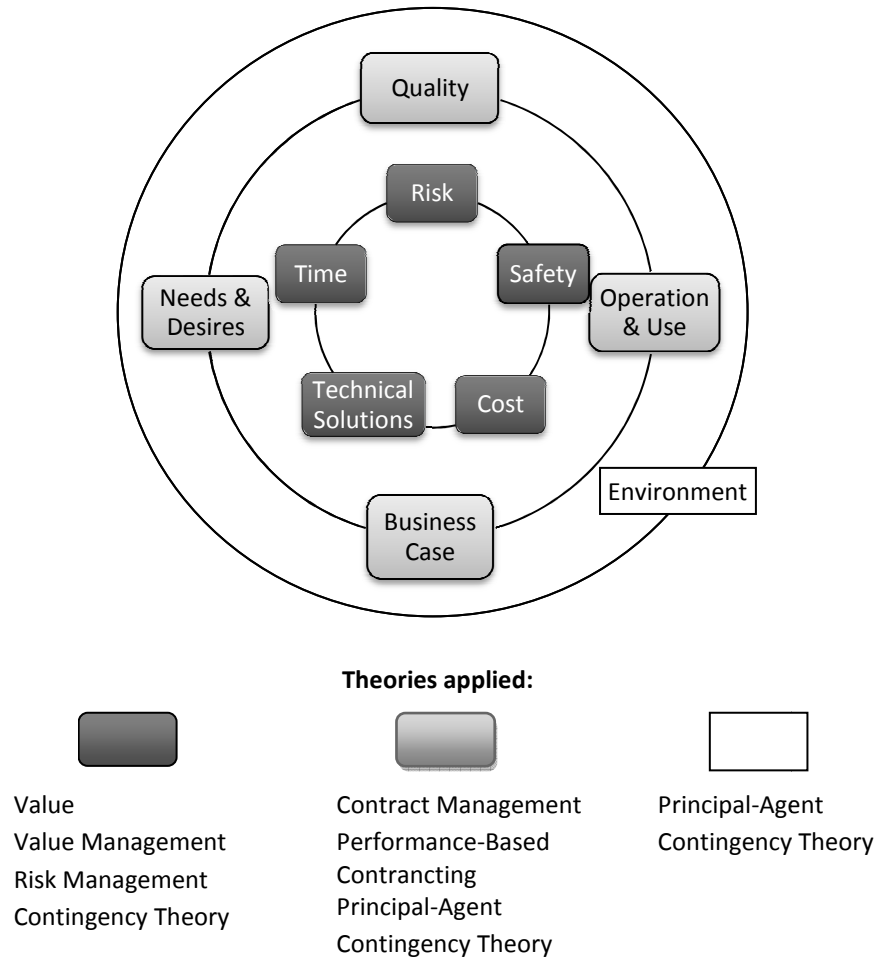 Quality
Risk
Time
Safety
Needs &
Desires
Operation
& Use
Technical
Solutions
Cost
Environment
Business
Case
Theories applied:
Value
Value Management
Risk Management
Contingency Theory
Contract Management
Performance-Based
Contrancting
Principal-Agent
Contingency Theory
Principal-Agent
Contingency Theory